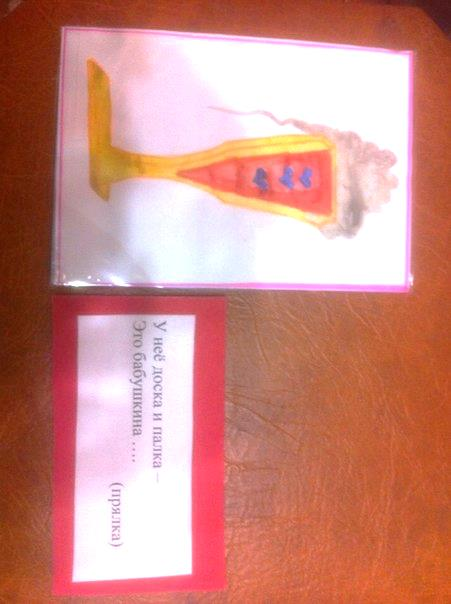 У неё доска и палка –
Это бабушкина ….
(прялка)